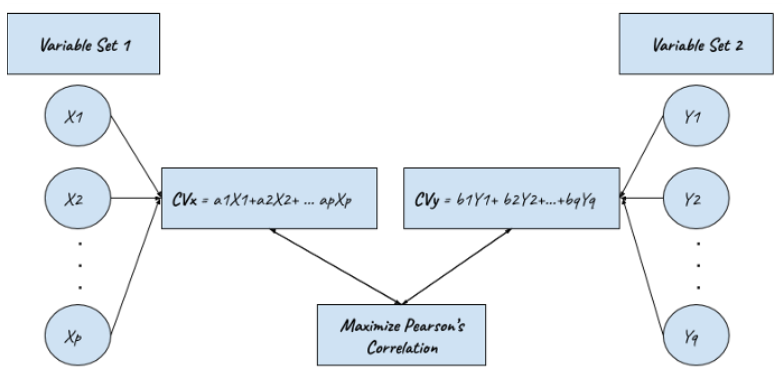 Variable Set 1
Variable Set 2
X1
Y1
X2
CVx = a1X1+a2X2+ ... apXp
CVy = b1Y1+ b2Y2+...+bqYq
Y2
Xp
Maximize Pearson's
Correlation
Yq